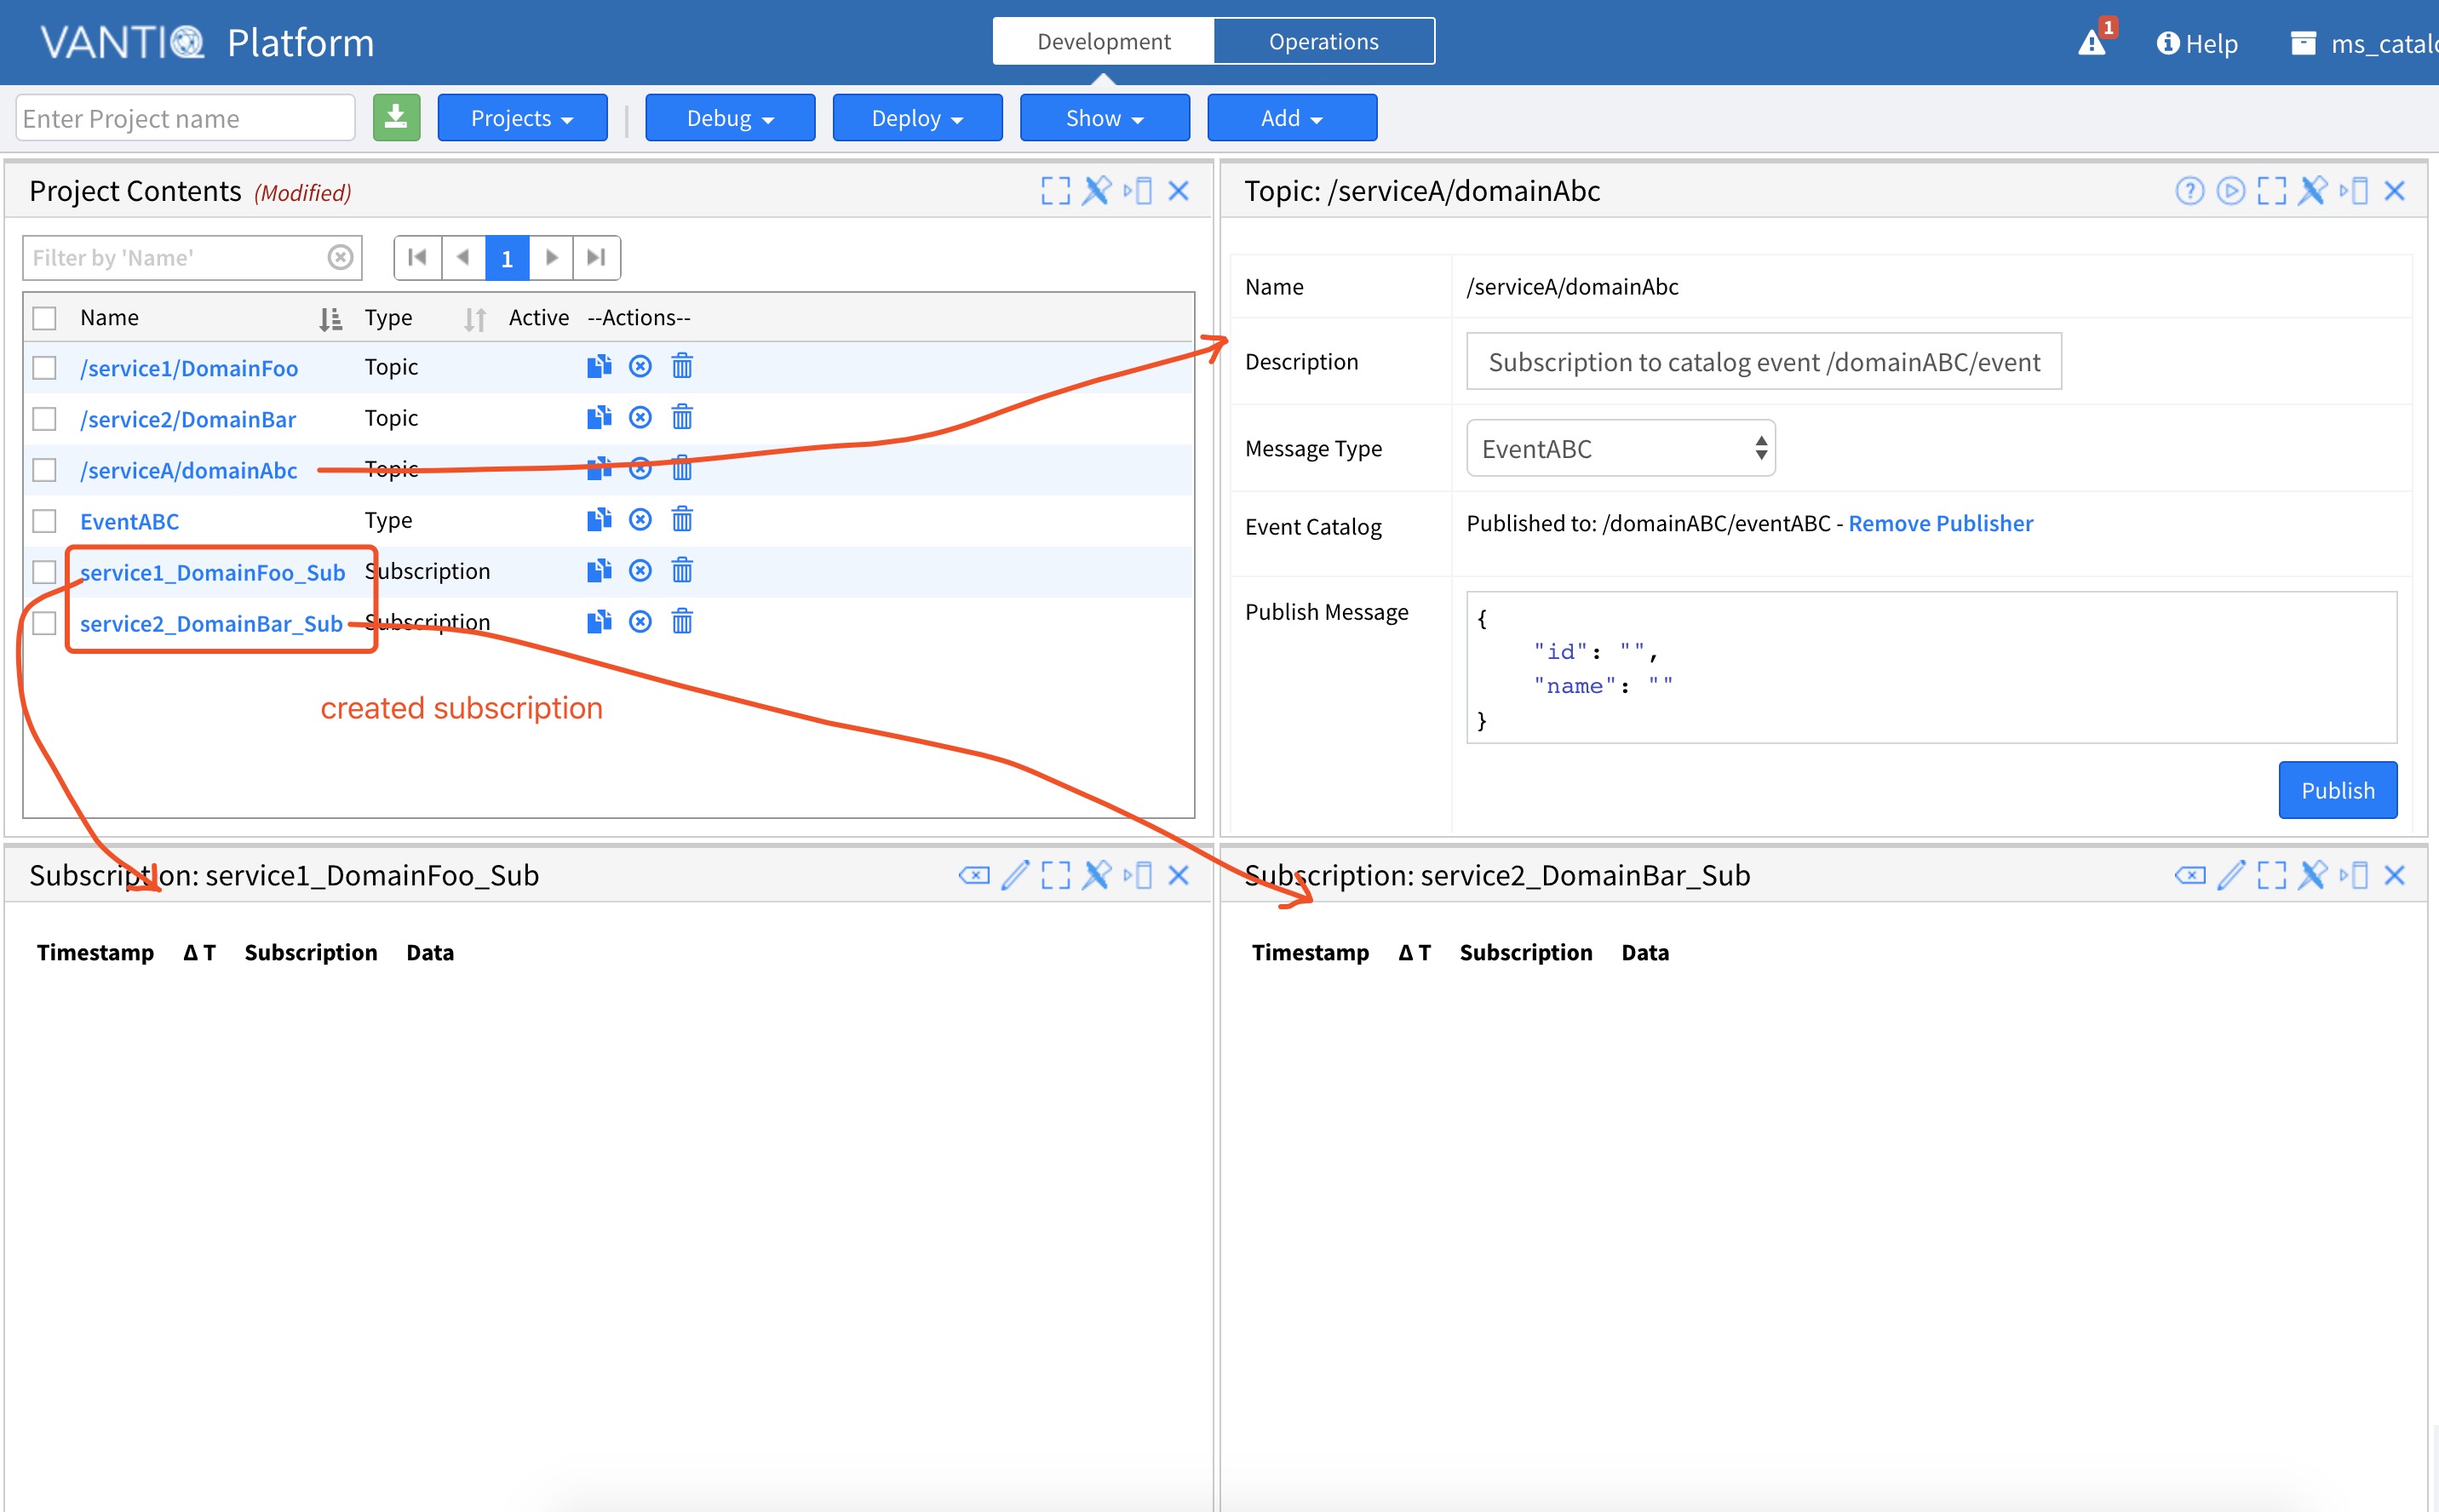 VANTIQ Platform
Development
Operations
1
Help
ms_catalo
Enter Project name
Projects
Debug
Deploy
Show
Add
Project Contents (Modified)
Filter by 'Name'
1
Name Type Active --Actions--
/service1/DomainFoo Topic
/service2/DomainBar Topic
/serviceA/domainAbc Topic
EventABC Type
service1_DomainFoo_Sub Subscription
service2_DomainBar_Sub Subscription
created subscription
Topic: /serviceA/domainAbc
Name /serviceA/domainAbc
Description Subscription to catalog event /domainABC/event
Message Type EventABC
Event Catalog Published to: /domainABC/eventABC - Remove Publisher
Publish Message
{
"id": "",
"name": ""
}
Publish
Subscription: service1_DomainFoo_Sub
Timestamp Δ T Subscription Data
Subscription: service2_DomainBar_Sub
Timestamp Δ T Subscription Data